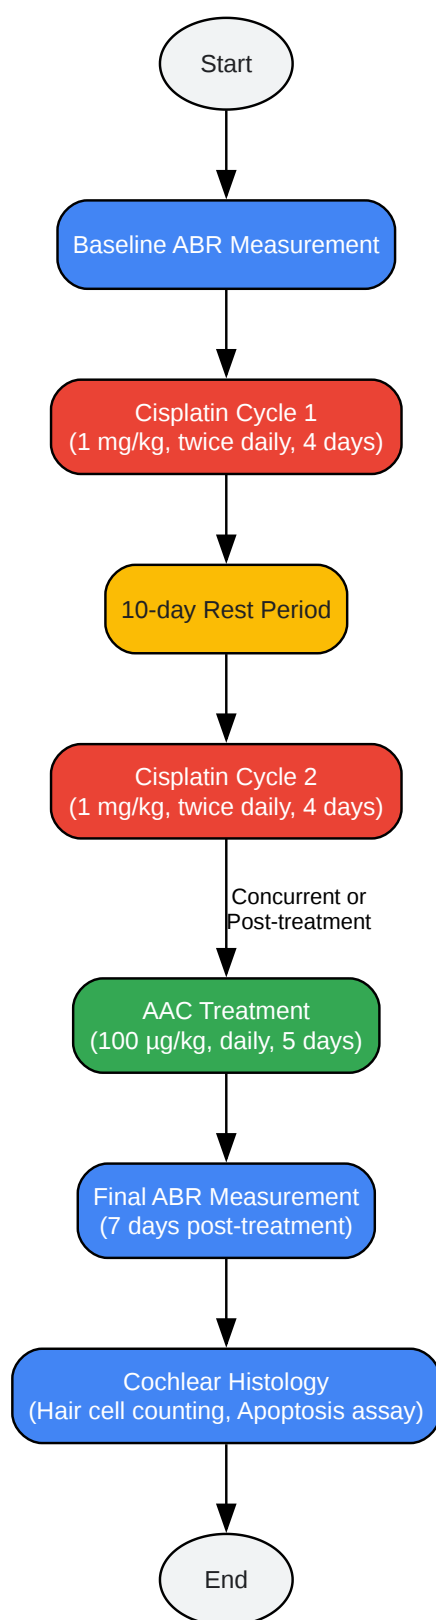 Start
Baseline ABR Measurement
Cisplatin Cycle 1
(1 mg/kg, twice daily, 4 days)
10-day Rest Period
Cisplatin Cycle 2
(1 mg/kg, twice daily, 4 days)
Concurrent or
Post-treatment
AAC Treatment
(100 µg/kg, daily, 5 days)
Final ABR Measurement
(7 days post-treatment)
Cochlear Histology
(Hair cell counting, Apoptosis assay)
End